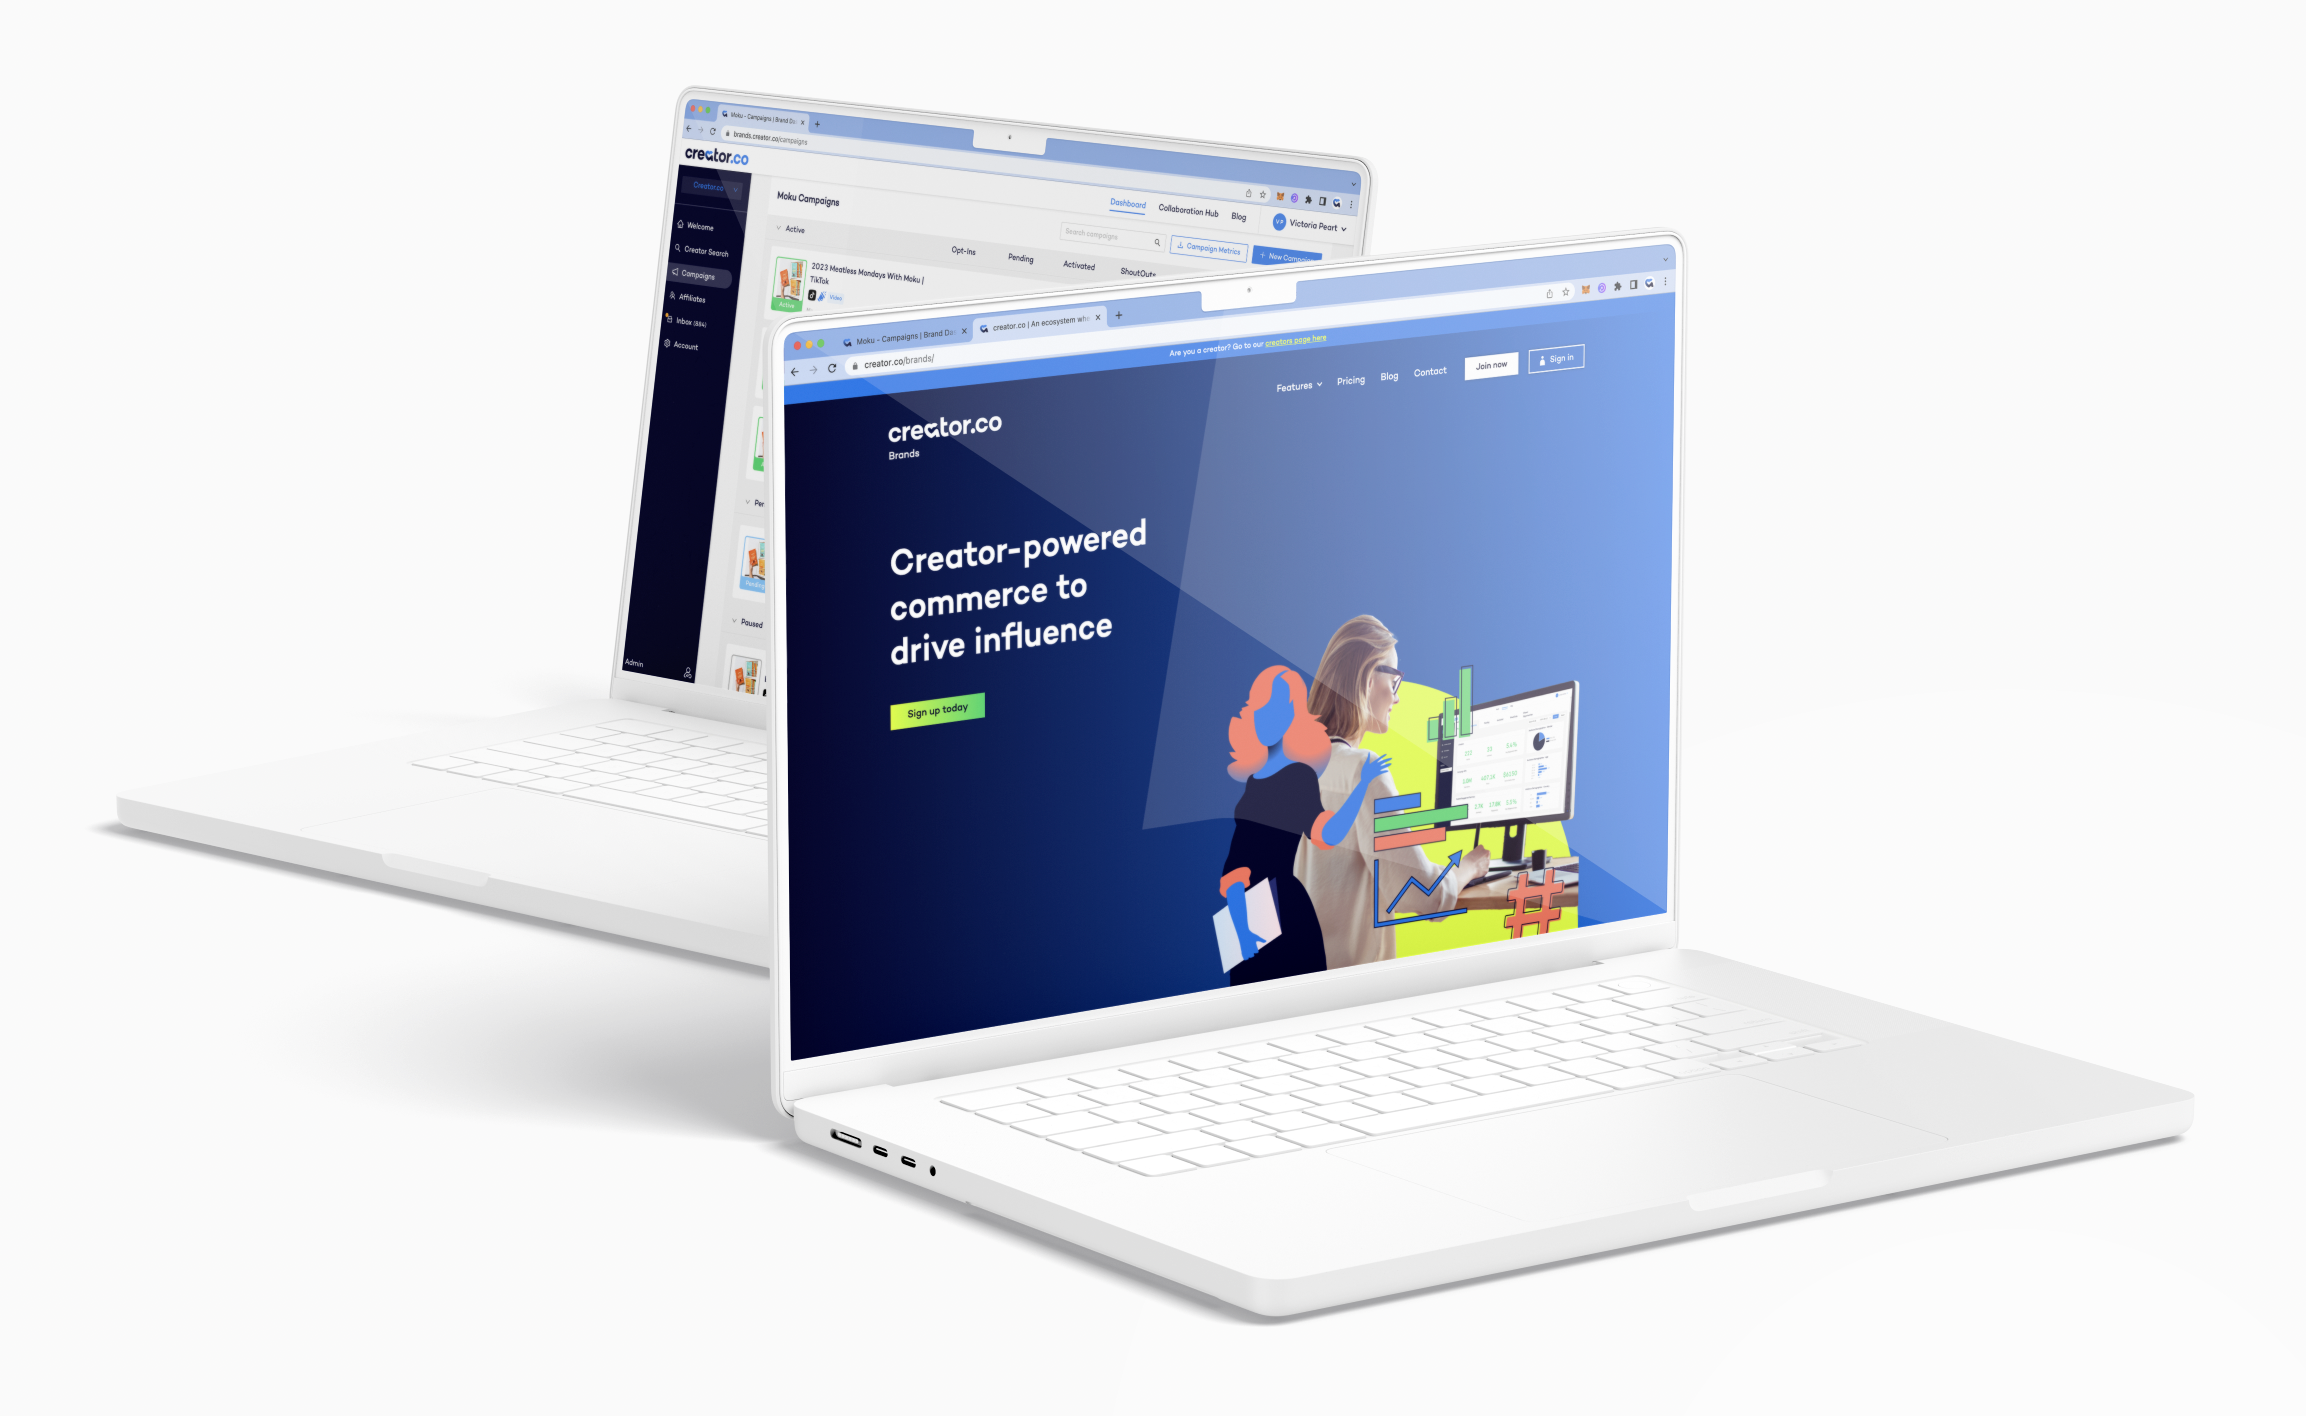 Moku - Campaigns | Brand Da
brands.creator.co/campaigns
creator.co
Creator.co
Welcome
Creator Search
Campaigns
Affiliates
Inbox (884)
Account
Admin
Moku Campaigns
Dashboard
Collaboration Hub
Blog
VP
Victoria Peart
Search campaigns
Campaign Metrics
+ New Campaign
Active
Opt-Ins
Pending
Activated
ShoutOuts
2023 Meatless Mondays With Moku |
TikTok
Video
Active
Pending
Paused
Moku - Campaigns | Brand Da
creator.co | An ecosystem whe
creator.co/brands/
Are you a creator? Go to our creators page here
Features
Pricing
Blog
Contact
Join now
Sign in
creator.co
Brands
Creator-powered
commerce to
drive influence
Sign up today
#